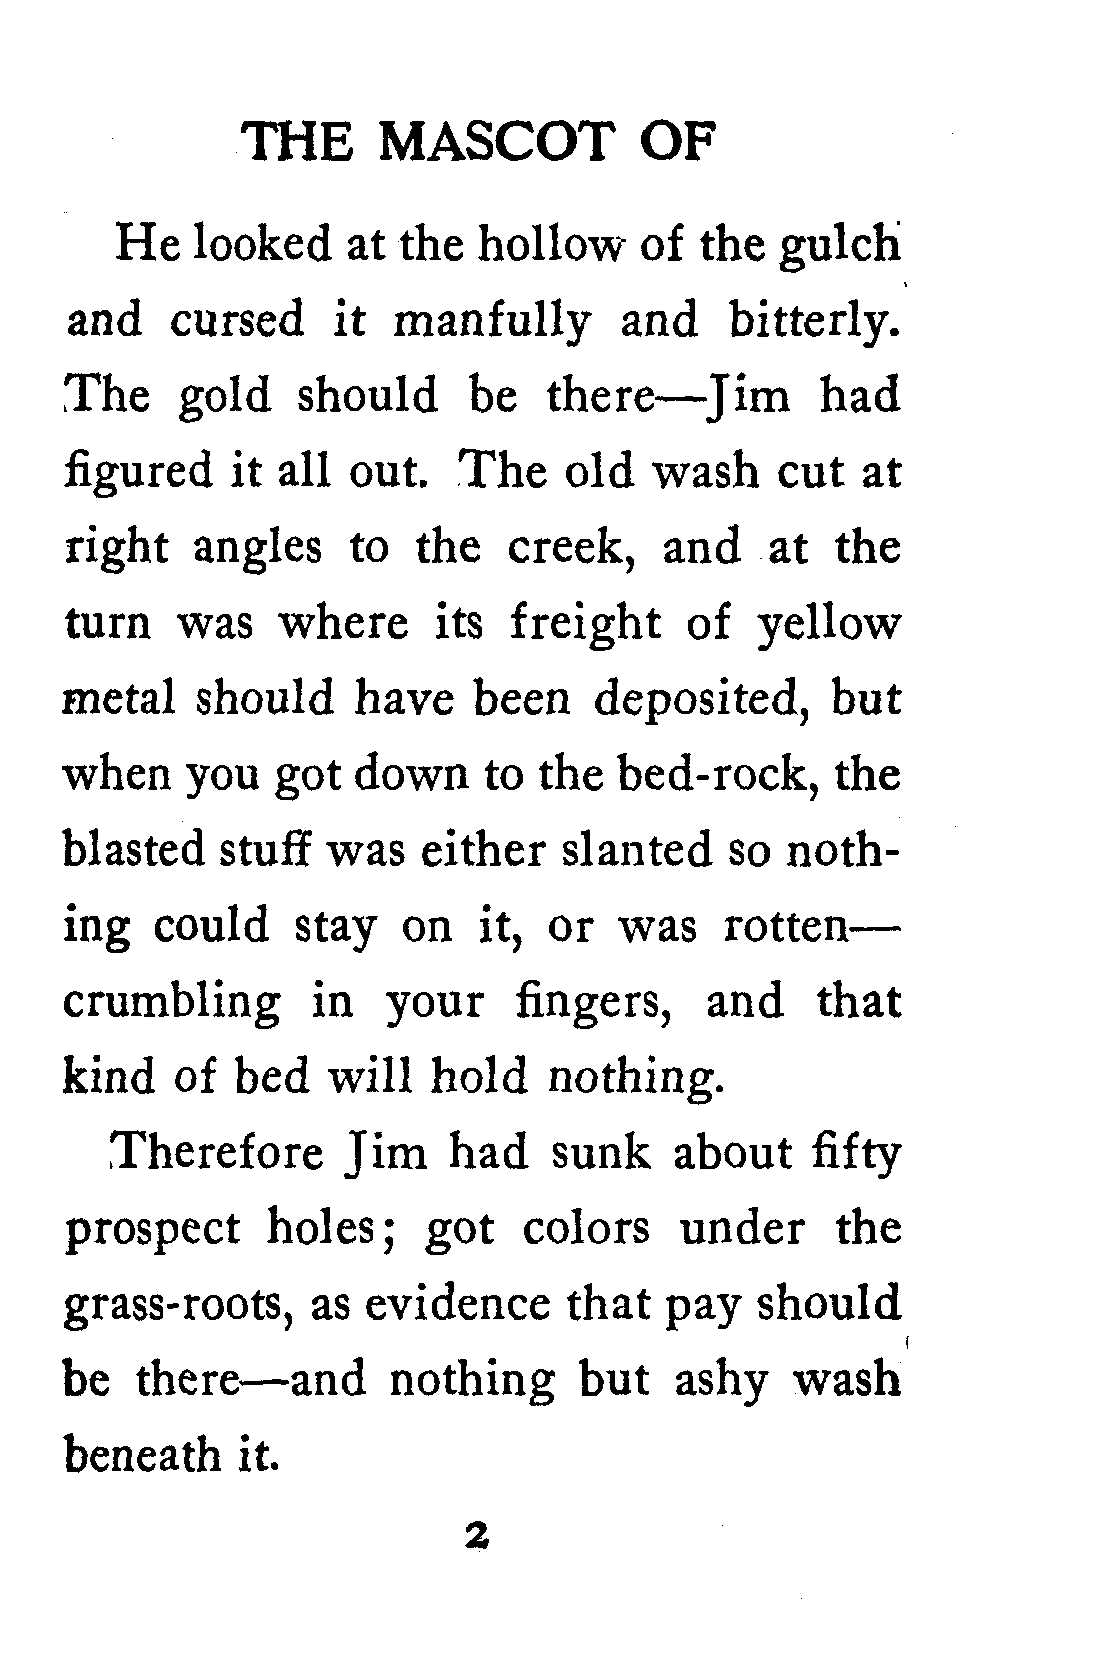 THE MASCOT OF
He looked at the hollow of the gulch
and cursed it manfully and bitterly.
The gold should be there—Jim had
figured it all out. The old wash cut at
right angles to the creek, and at the
turn was where its freight of yellow
metal should have been deposited, but
when you got down to the bed-rock, the
blasted stuff was either slanted so noth-
ing could stay on it, or was rotten—
crumbling in your fingers, and that
kind of bed will hold nothing.
Therefore Jim had sunk about fifty
prospect holes; got colors under the
grass-roots, as evidence that pay should
be there—and nothing but ashy wash
beneath it.
2